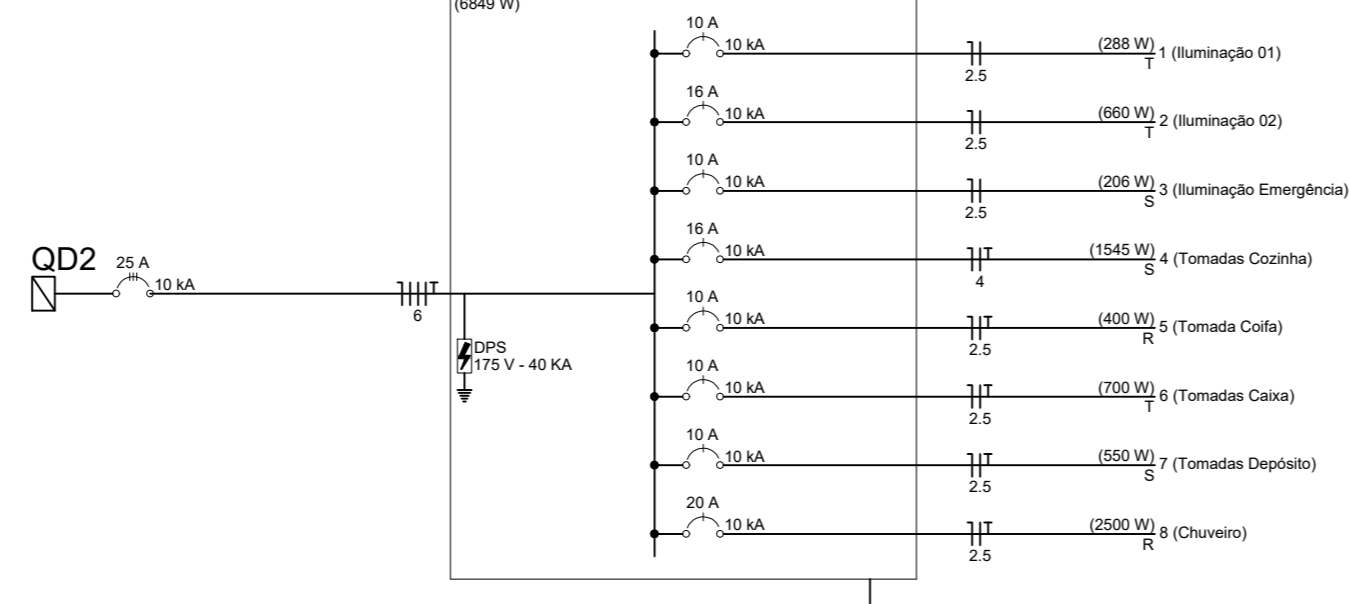 (6849 W)
10 A
10 kA
2.5
(288 W)
T
1 (Iluminação 01)
16 A
10 kA
2.5
(660 W)
T
2 (Iluminação 02)
10 A
10 kA
2.5
(206 W)
S
3 (Iluminação Emergência)
16 A
10 kA
4
(1545 W)
S
4 (Tomadas Cozinha)
QD2
25 A
10 kA
6
DPS
175 V - 40 KA
10 A
10 kA
2.5
(400 W)
R
5 (Tomada Coifa)
10 A
10 kA
2.5
(700 W)
T
6 (Tomadas Caixa)
10 A
10 kA
2.5
(550 W)
S
7 (Tomadas Depósito)
20 A
10 kA
2.5
(2500 W)
R
8 (Chuveiro)